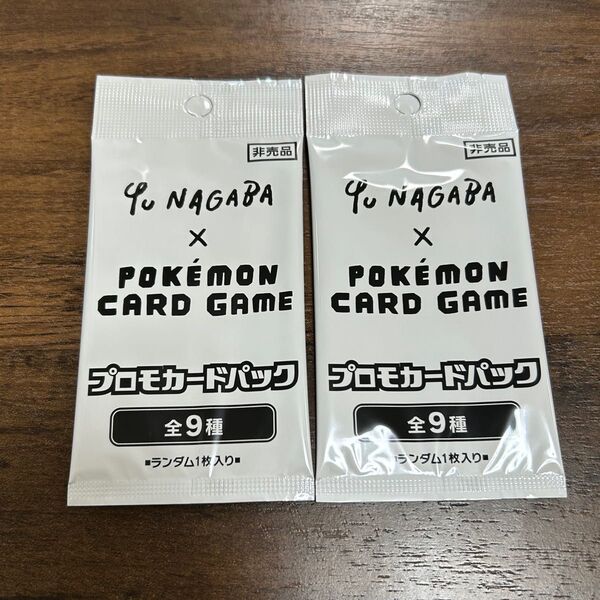 非売品
Yu NAGABA
×
POKÉMON
CARD GAME
プロモカードパック
全9種
■ランダム1枚入り■
非売品
Yu NAGABA
×
POKÉMON
CARD GAME
プロモカードパック
全9種
■ランダム1枚入り■